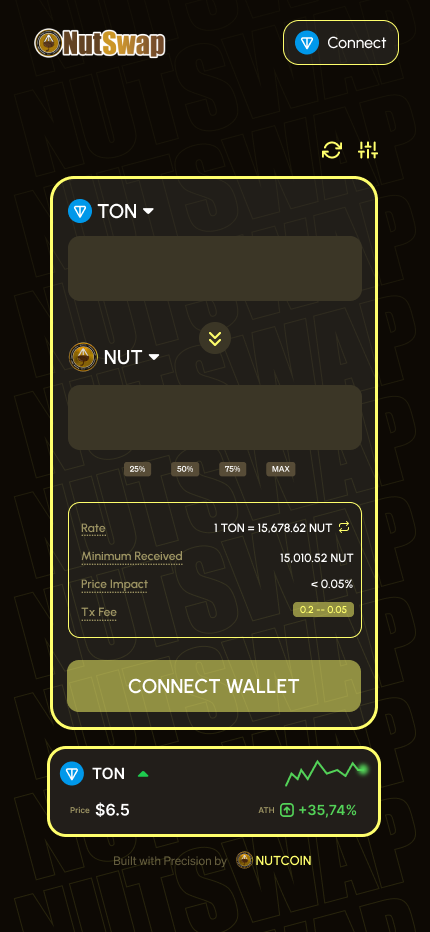 NutSwap
Connect
TON
NUT
25% 50% 75% MAX
Rate 1 TON = 15,678.62 NUT
Minimum Received 15,010.52 NUT
Price Impact < 0.05%
Tx Fee 0.2 -- 0.05
CONNECT WALLET
TON
Price $6.5 ATH +35,74%
Built with Precision by NUTCOIN
NUTSWAP